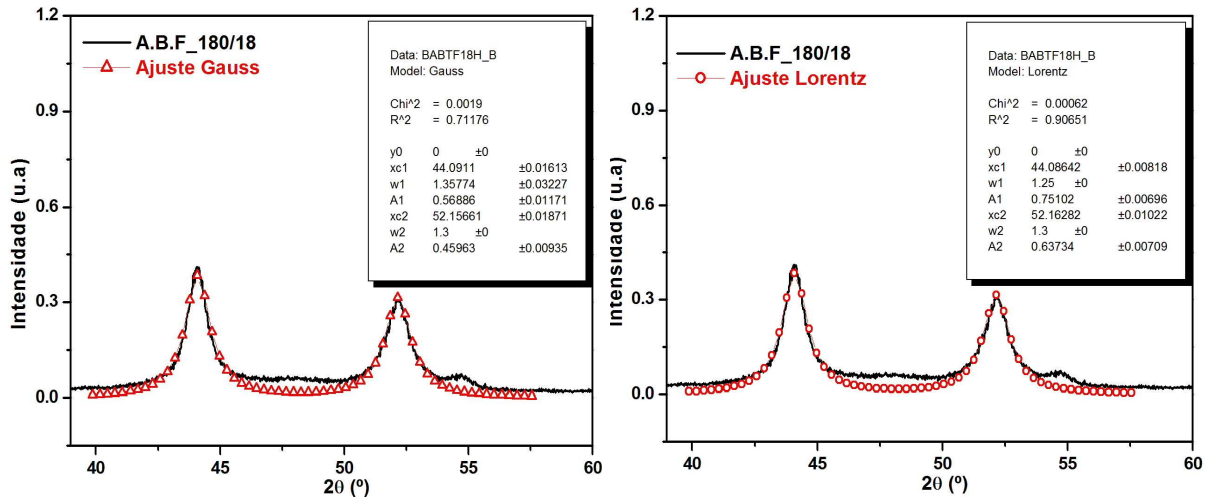 1.2
0.9
0.6
0.3
0.0
Intensidade (u.a)
A.B.F_180/18
Ajuste Gauss
Data: BABTF18H_B
Model: Gauss
Chi^2 = 0.0019
R^2 = 0.71176
y0 0 ±0
xc1 44.0911 ±0.01613
w1 1.35774 ±0.03227
A1 0.56886 ±0.01171
xc2 52.15661 ±0.01871
w2 1.3 ±0
A2 0.45963 ±0.00935
40 45 50 55 60
2θ (º)
1.2
0.9
0.6
0.3
0.0
Intensidade (u.a)
A.B.F_180/18
Ajuste Lorentz
Data: BABTF18H_B
Model: Lorentz
Chi^2 = 0.00062
R^2 = 0.90651
y0 0 ±0
xc1 44.08642 ±0.00818
w1 1.25 ±0
A1 0.75102 ±0.00696
xc2 52.16282 ±0.01022
w2 1.3 ±0
A2 0.63734 ±0.00709
40 45 50 55 60
2θ (º)